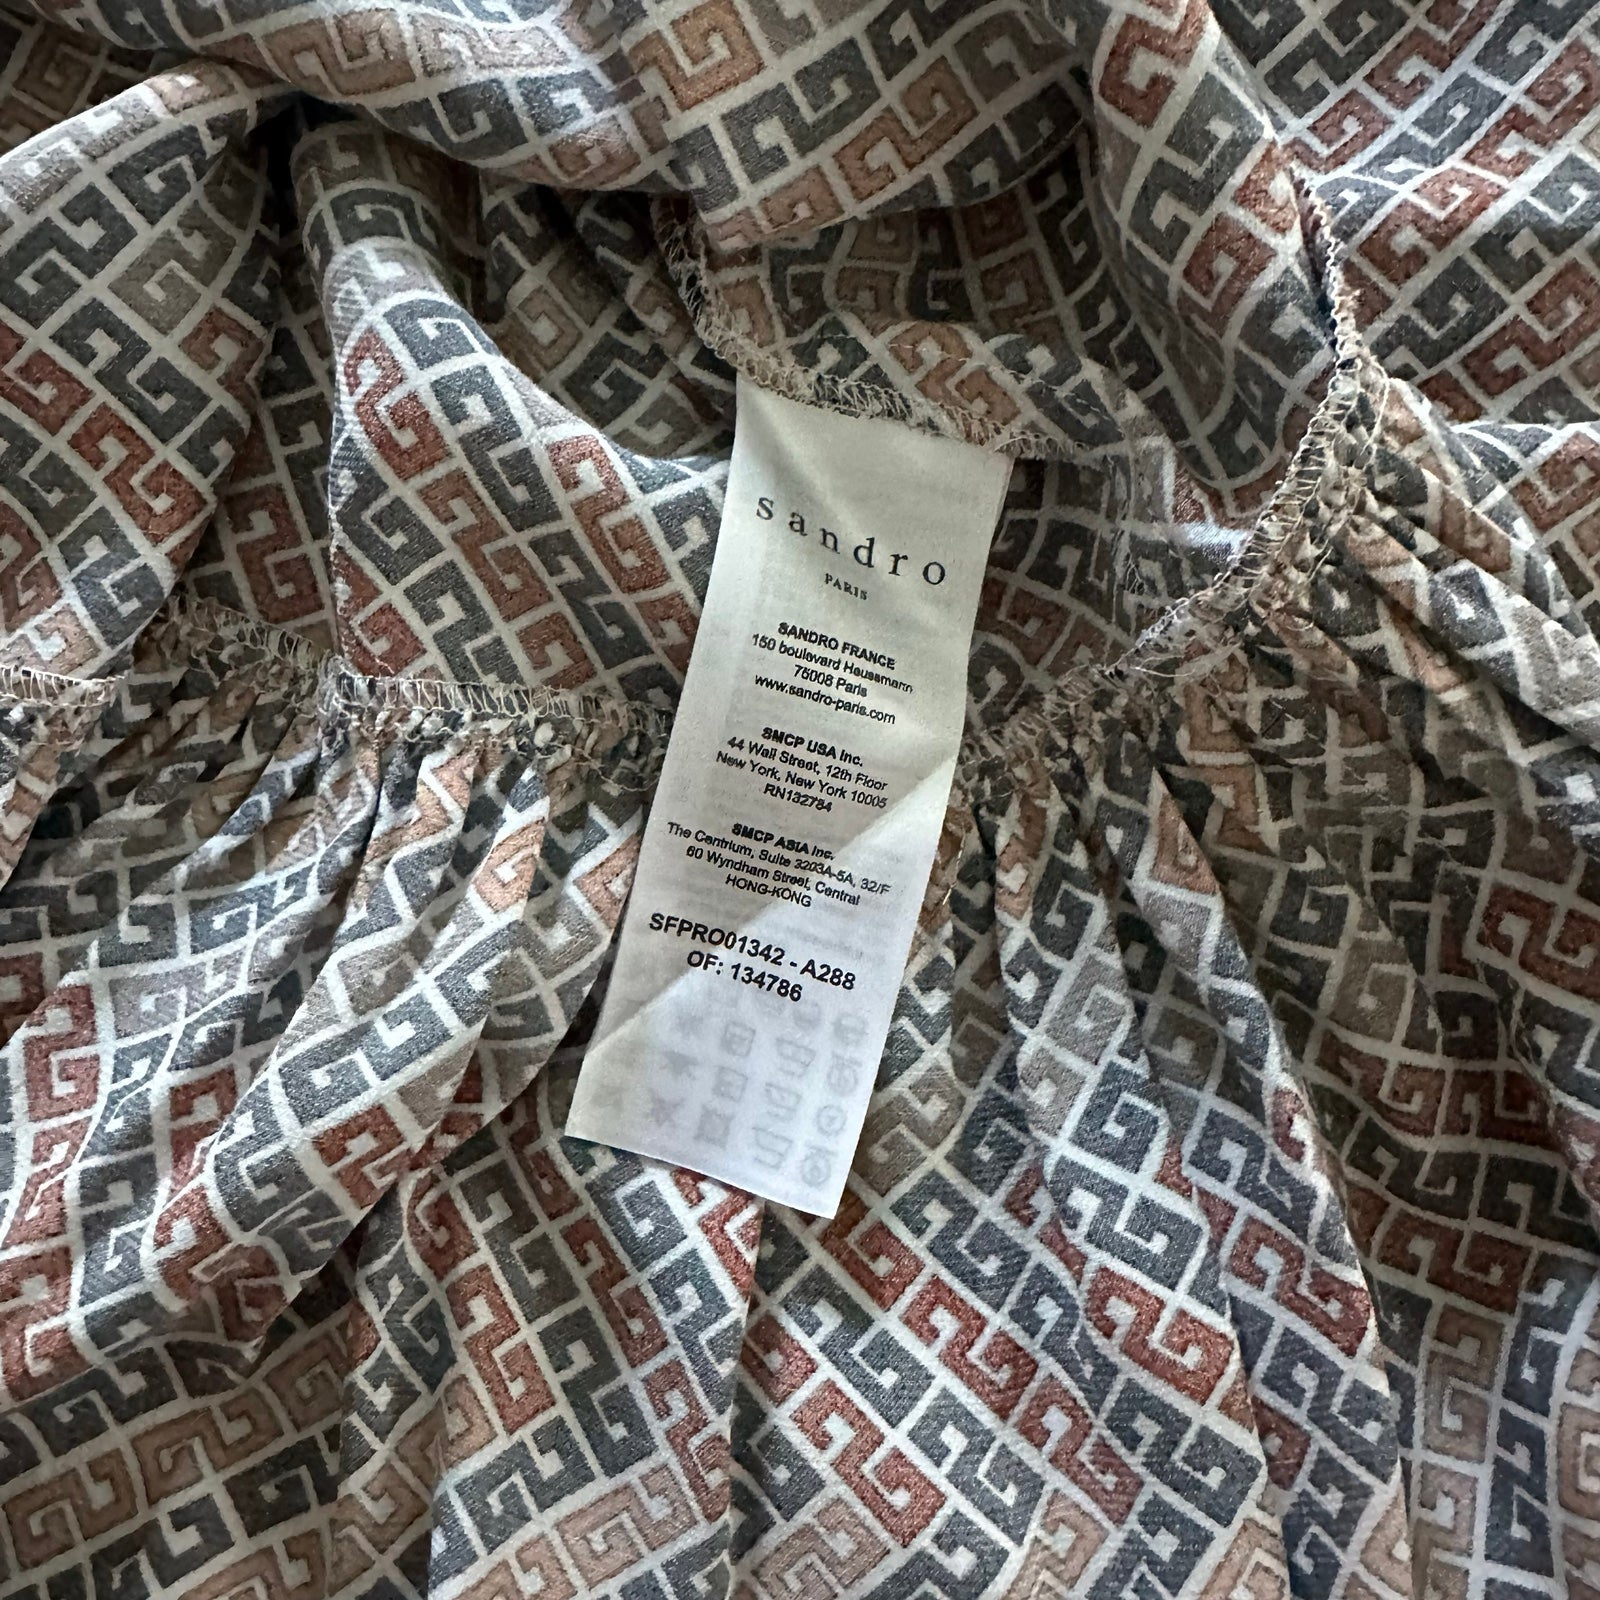 sandro
PARIS
SANDRO FRANCE
150 boulevard Haussmann
75008 Paris
www.sandro-paris.com
SMCP USA Inc.
44 Wall Street, 12th Floor
New York, New York 10005
RN132784
SMCP ASIA Inc.
The Centrium, Suite 3203A-5A, 32/F
60 Wyndham Street, Central
HONG-KONG
SFPRO01342 - A288
OF: 134786